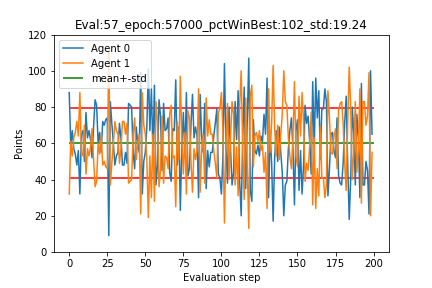 Eval:57_epoch:57000_pctWinBest:102_std:19.24
120
100
80
60
40
20
0
Points
Agent 0
Agent 1
mean+-std
0 25 50 75 100 125 150 175 200
Evaluation step